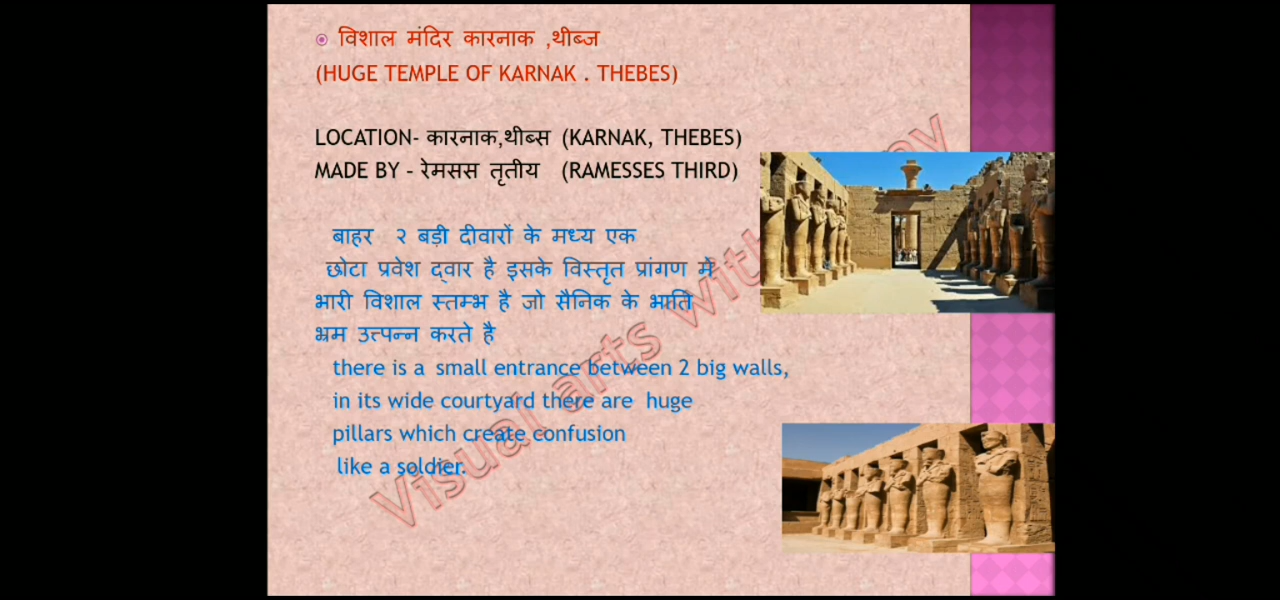 विशाल मंदिर कारनाक ,थीब्ज
(HUGE TEMPLE OF KARNAK . THEBES)
LOCATION- कारनाक,थीब्स (KARNAK, THEBES)
MADE BY - रेमसस तृतीय (RAMESSES THIRD)
बाहर २ बड़ी दीवारों के मध्य एक
छोटा प्रवेश द्वार है इसके विस्तृत प्रांगण में
भारी विशाल स्तम्भ है जो सैनिक के भाति
भ्रम उत्त्पन्न करते है
there is a small entrance between 2 big walls,
in its wide courtyard there are huge
pillars which create confusion
like a soldier.
Visual arts with